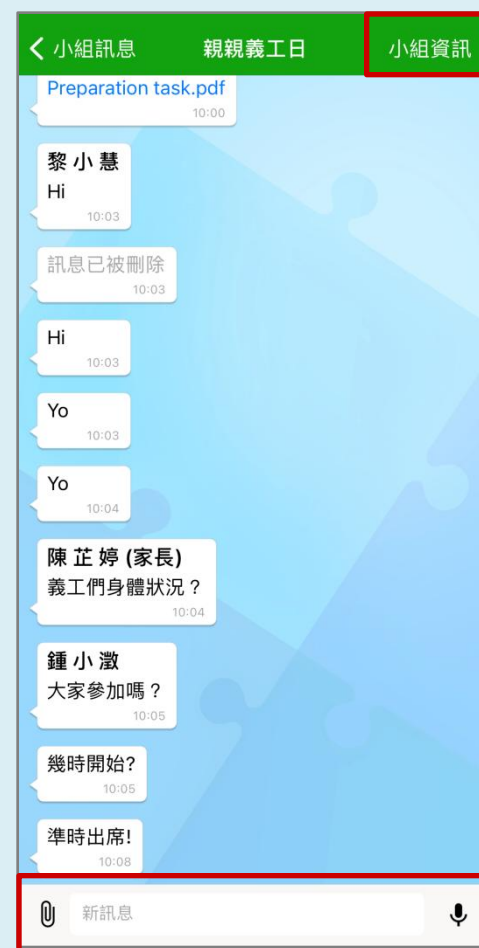 小組訊息
親親義工日
小組資訊
Preparation task.pdf
10:00
黎 小 慧
Hi
10:03
訊息已被刪除
10:03
Hi
10:03
Yo
10:03
Yo
10:04
陳 芷 婷 (家長)
義工們身體狀況？
10:04
鍾 小 澂
大家參加嗎？
10:05
幾時開始?
10:05
準時出席!
10:08
新訊息